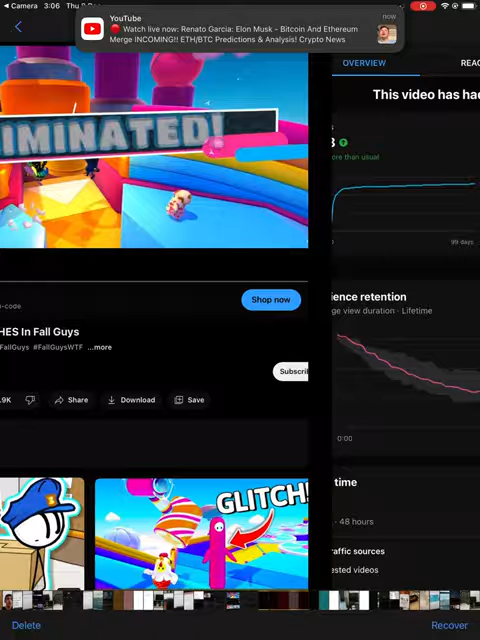 Camera 3:06 Thu
YouTube
now
🔴 Watch live now: Renato Garcia: Elon Musk - Bitcoin And Ethereum
Merge INCOMING!! ETH/BTC Predictions & Analysis! Crypto News
OVERVIEW
REAC
This video has had
IMINATED!
ore than usual
99 days
-code
Shop now
ience retention
ge view duration · Lifetime
HES In Fall Guys
FallGuys #FallGuysWTF ...more
Subscrib
.9K
Share
Download
Save
0:00
time
GLITCH
- 48 hours
raffic sources
ested videos
Delete
Recover